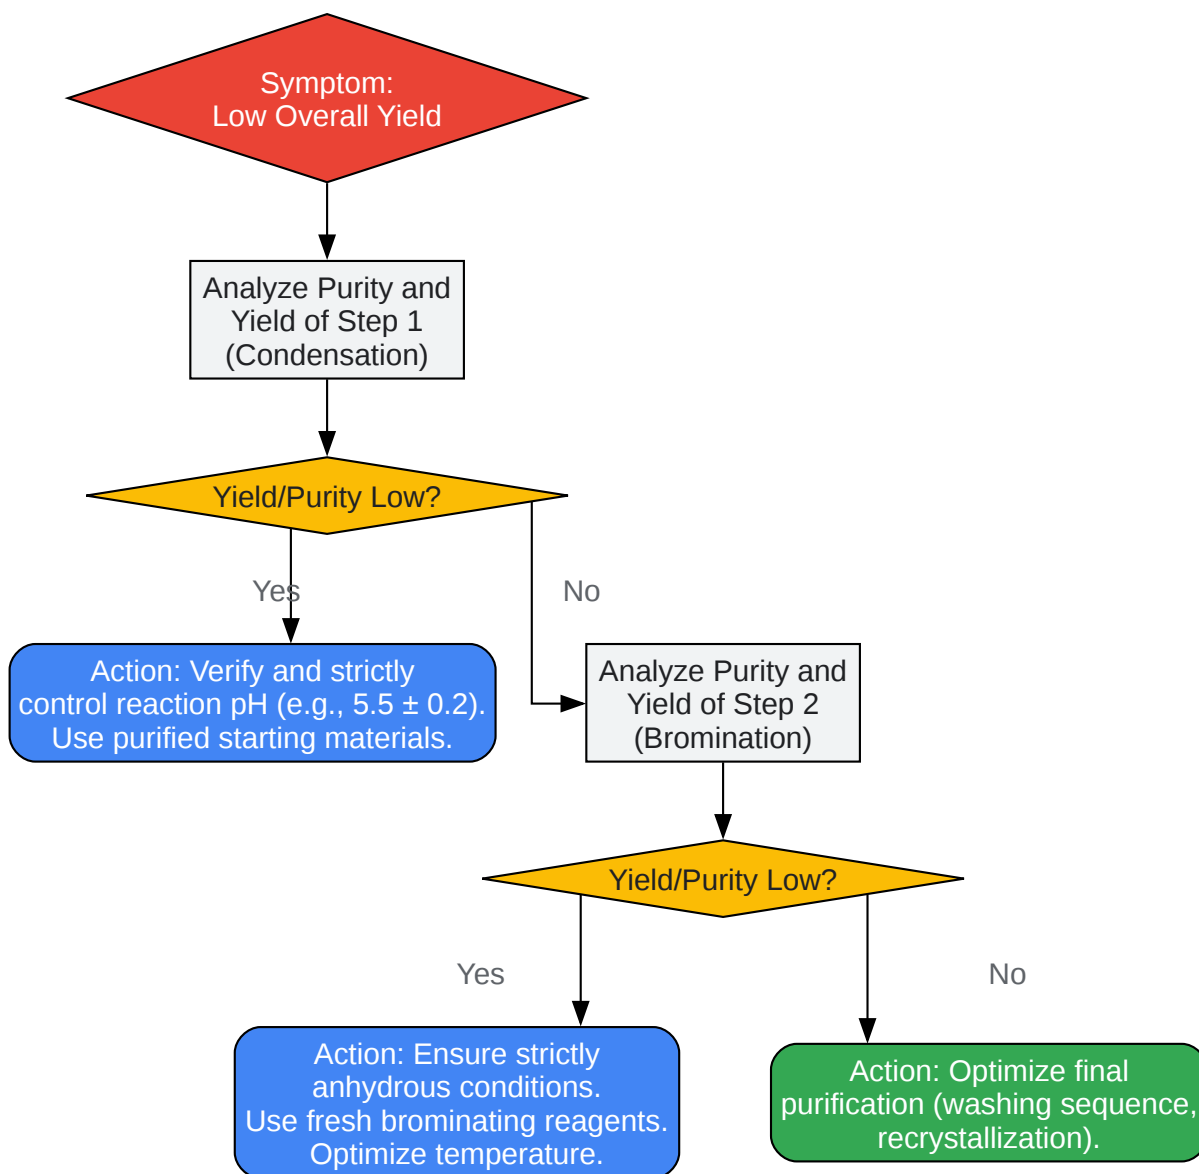 Symptom:
Low Overall Yield
Analyze Purity and
Yield of Step 1
(Condensation)
Yield/Purity Low?
Yes
No
Action: Verify and strictly
control reaction pH (e.g., 5.5 ± 0.2).
Use purified starting materials.
Analyze Purity and
Yield of Step 2
(Bromination)
Yield/Purity Low?
Yes
No
Action: Ensure strictly
anhydrous conditions.
Use fresh brominating reagents.
Optimize temperature.
Action: Optimize final
purification (washing sequence,
recrystallization).